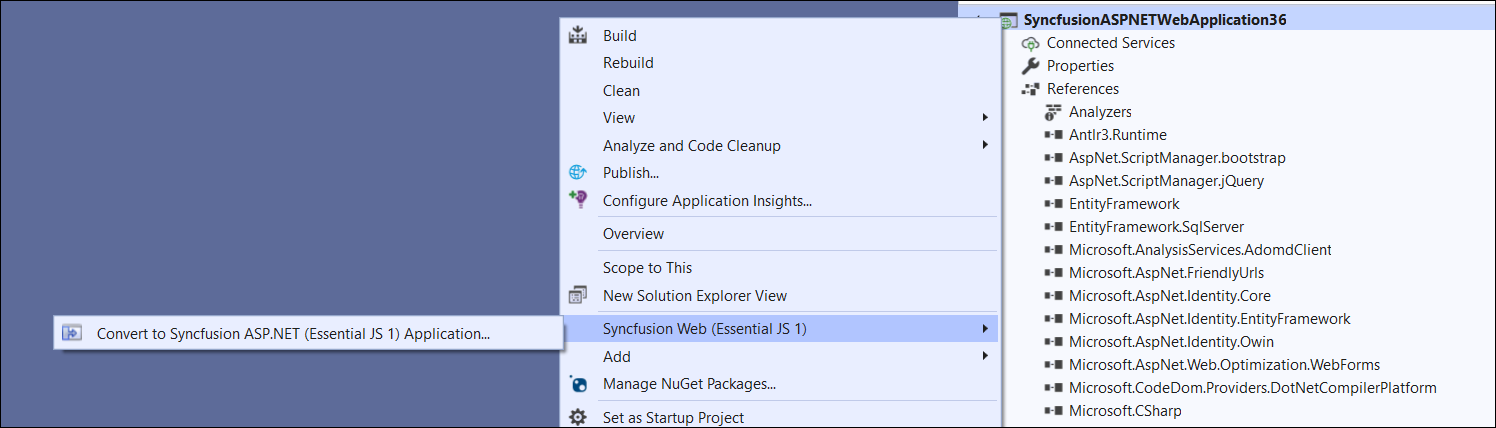 Build
Rebuild
Clean
View
Analyze and Code Cleanup
Publish...
Configure Application Insights...
Overview
Scope to This
New Solution Explorer View
Syncfusion Web (Essential JS 1)
Convert to Syncfusion ASP.NET (Essential JS 1) Application...
Add
Manage NuGet Packages...
Set as Startup Project
SyncfusionASPNETWebApplication36
Connected Services
Properties
References
Analyzers
Antlr3.Runtime
AspNet.ScriptManager.bootstrap
AspNet.ScriptManager.jQuery
EntityFramework
EntityFramework.SqlServer
Microsoft.AnalysisServices.AdomdClient
Microsoft.AspNet.FriendlyUrls
Microsoft.AspNet.Identity.Core
Microsoft.AspNet.Identity.EntityFramework
Microsoft.AspNet.Identity.Owin
Microsoft.AspNet.Web.Optimization.WebForms
Microsoft.CodeDom.Providers.DotNetCompilerPlatform
Microsoft.CSharp